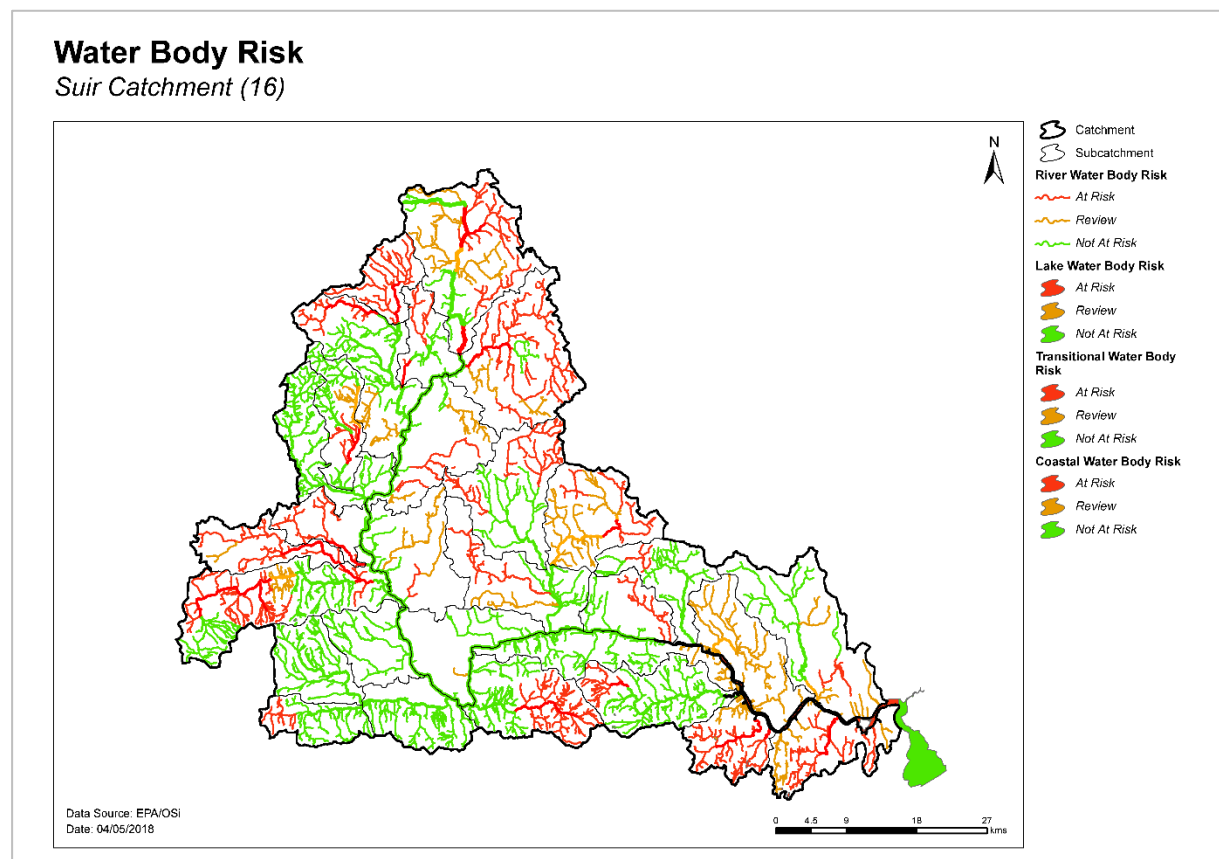 Water Body Risk
Suir Catchment (16)
N
Catchment
Subcatchment
River Water Body Risk
At Risk
Review
Not At Risk
Lake Water Body Risk
At Risk
Review
Not At Risk
Transitional Water Body
Risk
At Risk
Review
Not At Risk
Coastal Water Body Risk
At Risk
Review
Not At Risk
Data Source: EPA/OSi
Date: 04/05/2018
0 4.5 9 18 27
kms